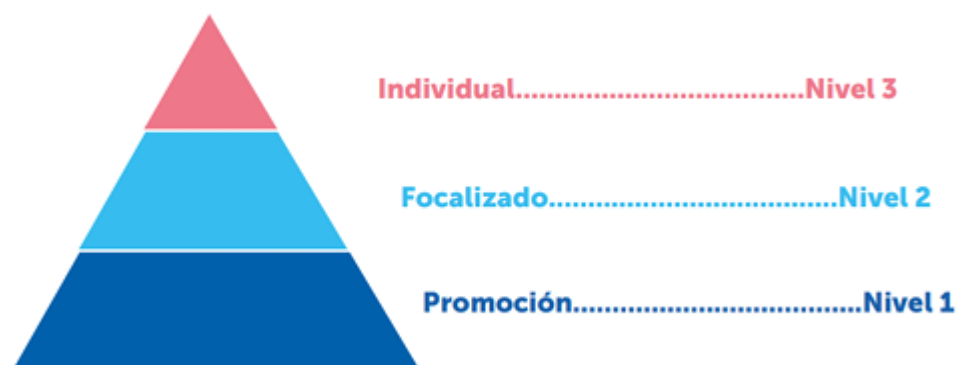 Individual.....................................Nivel 3
Focalizado.....................................Nivel 2
Promoción.....................................Nivel 1